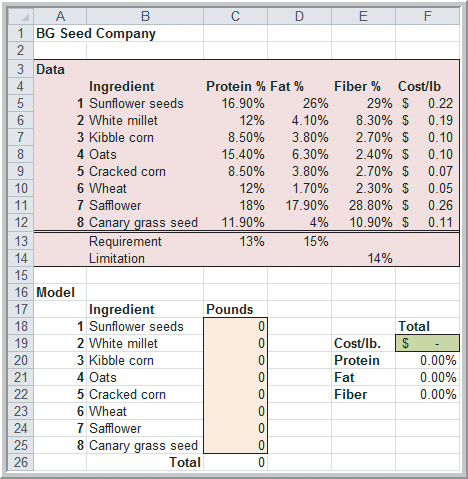 A B C D E F
1 BG Seed Company
2
3 Data
4 Ingredient Protein % Fat % Fiber % Cost/lb
5 1 Sunflower seeds 16.90% 26% 29% $ 0.22
6 2 White millet 12% 4.10% 8.30% $ 0.19
7 3 Kibble corn 8.50% 3.80% 2.70% $ 0.10
8 4 Oats 15.40% 6.30% 2.40% $ 0.10
9 5 Cracked corn 8.50% 3.80% 2.70% $ 0.07
10 6 Wheat 12% 1.70% 2.30% $ 0.05
11 7 Safflower 18% 17.90% 28.80% $ 0.26
12 8 Canary grass seed 11.90% 4% 10.90% $ 0.11
13 Requirement 13% 15%
14 Limitation 14%
15
16 Model
17 Ingredient Pounds
18 1 Sunflower seeds 0 Total
19 2 White millet 0 Cost/lb. $ -
20 3 Kibble corn 0 Protein 0.00%
21 4 Oats 0 Fat 0.00%
22 5 Cracked corn 0 Fiber 0.00%
23 6 Wheat 0
24 7 Safflower 0
25 8 Canary grass seed 0
26 Total 0